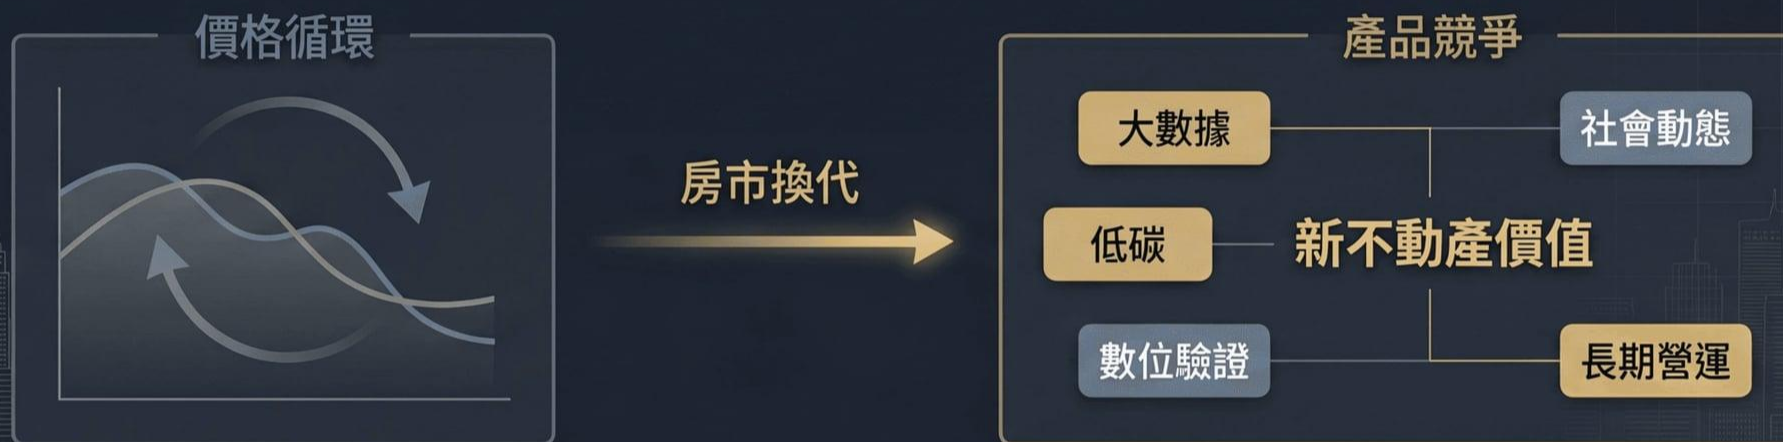 價格循環
房市換代
產品競爭
大數據
社會動態
低碳
新不動產價值
數位驗證
長期營運